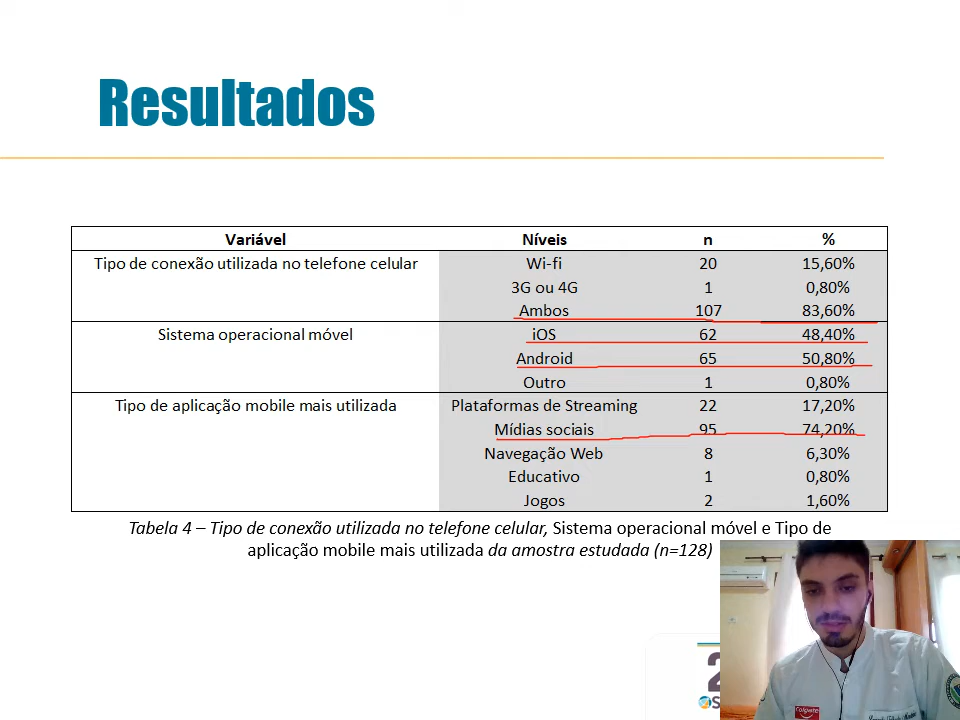 Resultados
Variável Níveis n %
Tipo de conexão utilizada no telefone celular Wi-fi 20 15,60%
3G ou 4G 1 0,80%
Ambos 107 83,60%
Sistema operacional móvel iOS 62 48,40%
Android 65 50,80%
Outro 1 0,80%
Tipo de aplicação mobile mais utilizada Plataformas de Streaming 22 17,20%
Mídias sociais 95 74,20%
Navegação Web 8 6,30%
Educativo 1 0,80%
Jogos 2 1,60%
Tabela 4 – Tipo de conexão utilizada no telefone celular, Sistema operacional móvel e Tipo de
aplicação mobile mais utilizada da amostra estudada (n=128)
2
S
Colgate